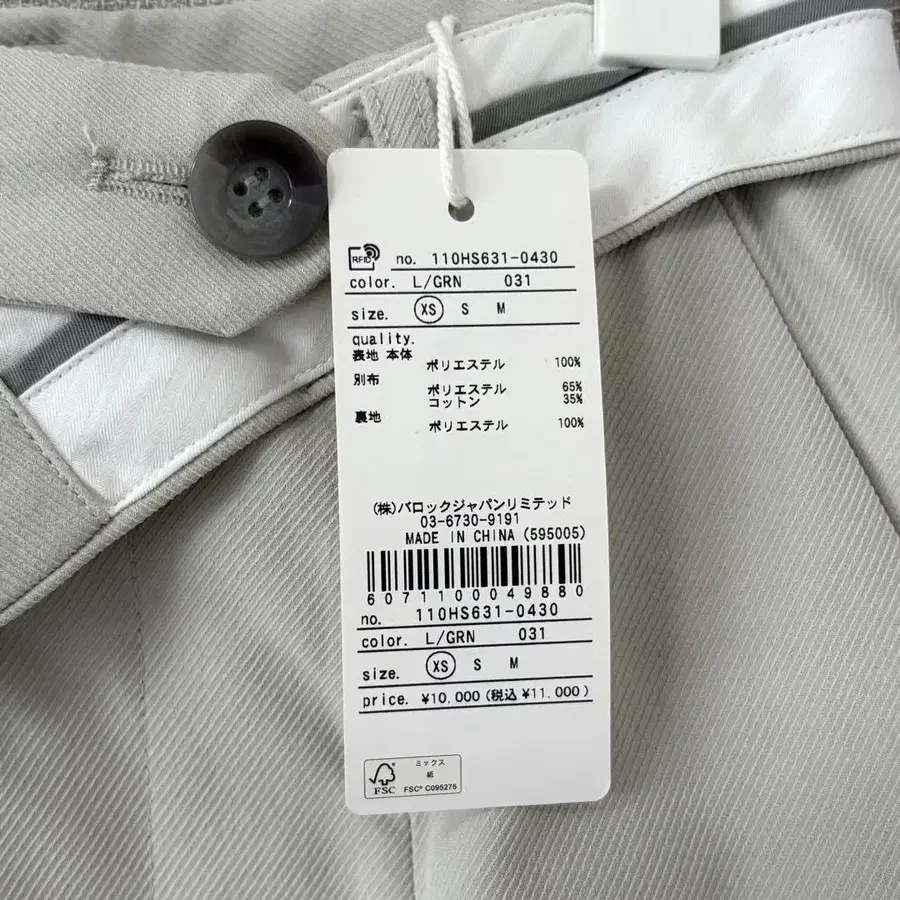 RFID no. 110HS631-0430
color. L/GRN 031
size. XS S M
quality.
表地 本体 ポリエステル 100%
別布 ポリエステル 65%
コットン 35%
裏地 ポリエステル 100%
(株)バロックジャパンリミテッド
03-6730-9191
MADE IN CHINA (595005)
6071100049880
no. 110HS631-0430
color. L/GRN 031
size. XS S M
price. ¥10,000 (税込 ¥11,000)
ミックス
紙
FSC FSC® C095275